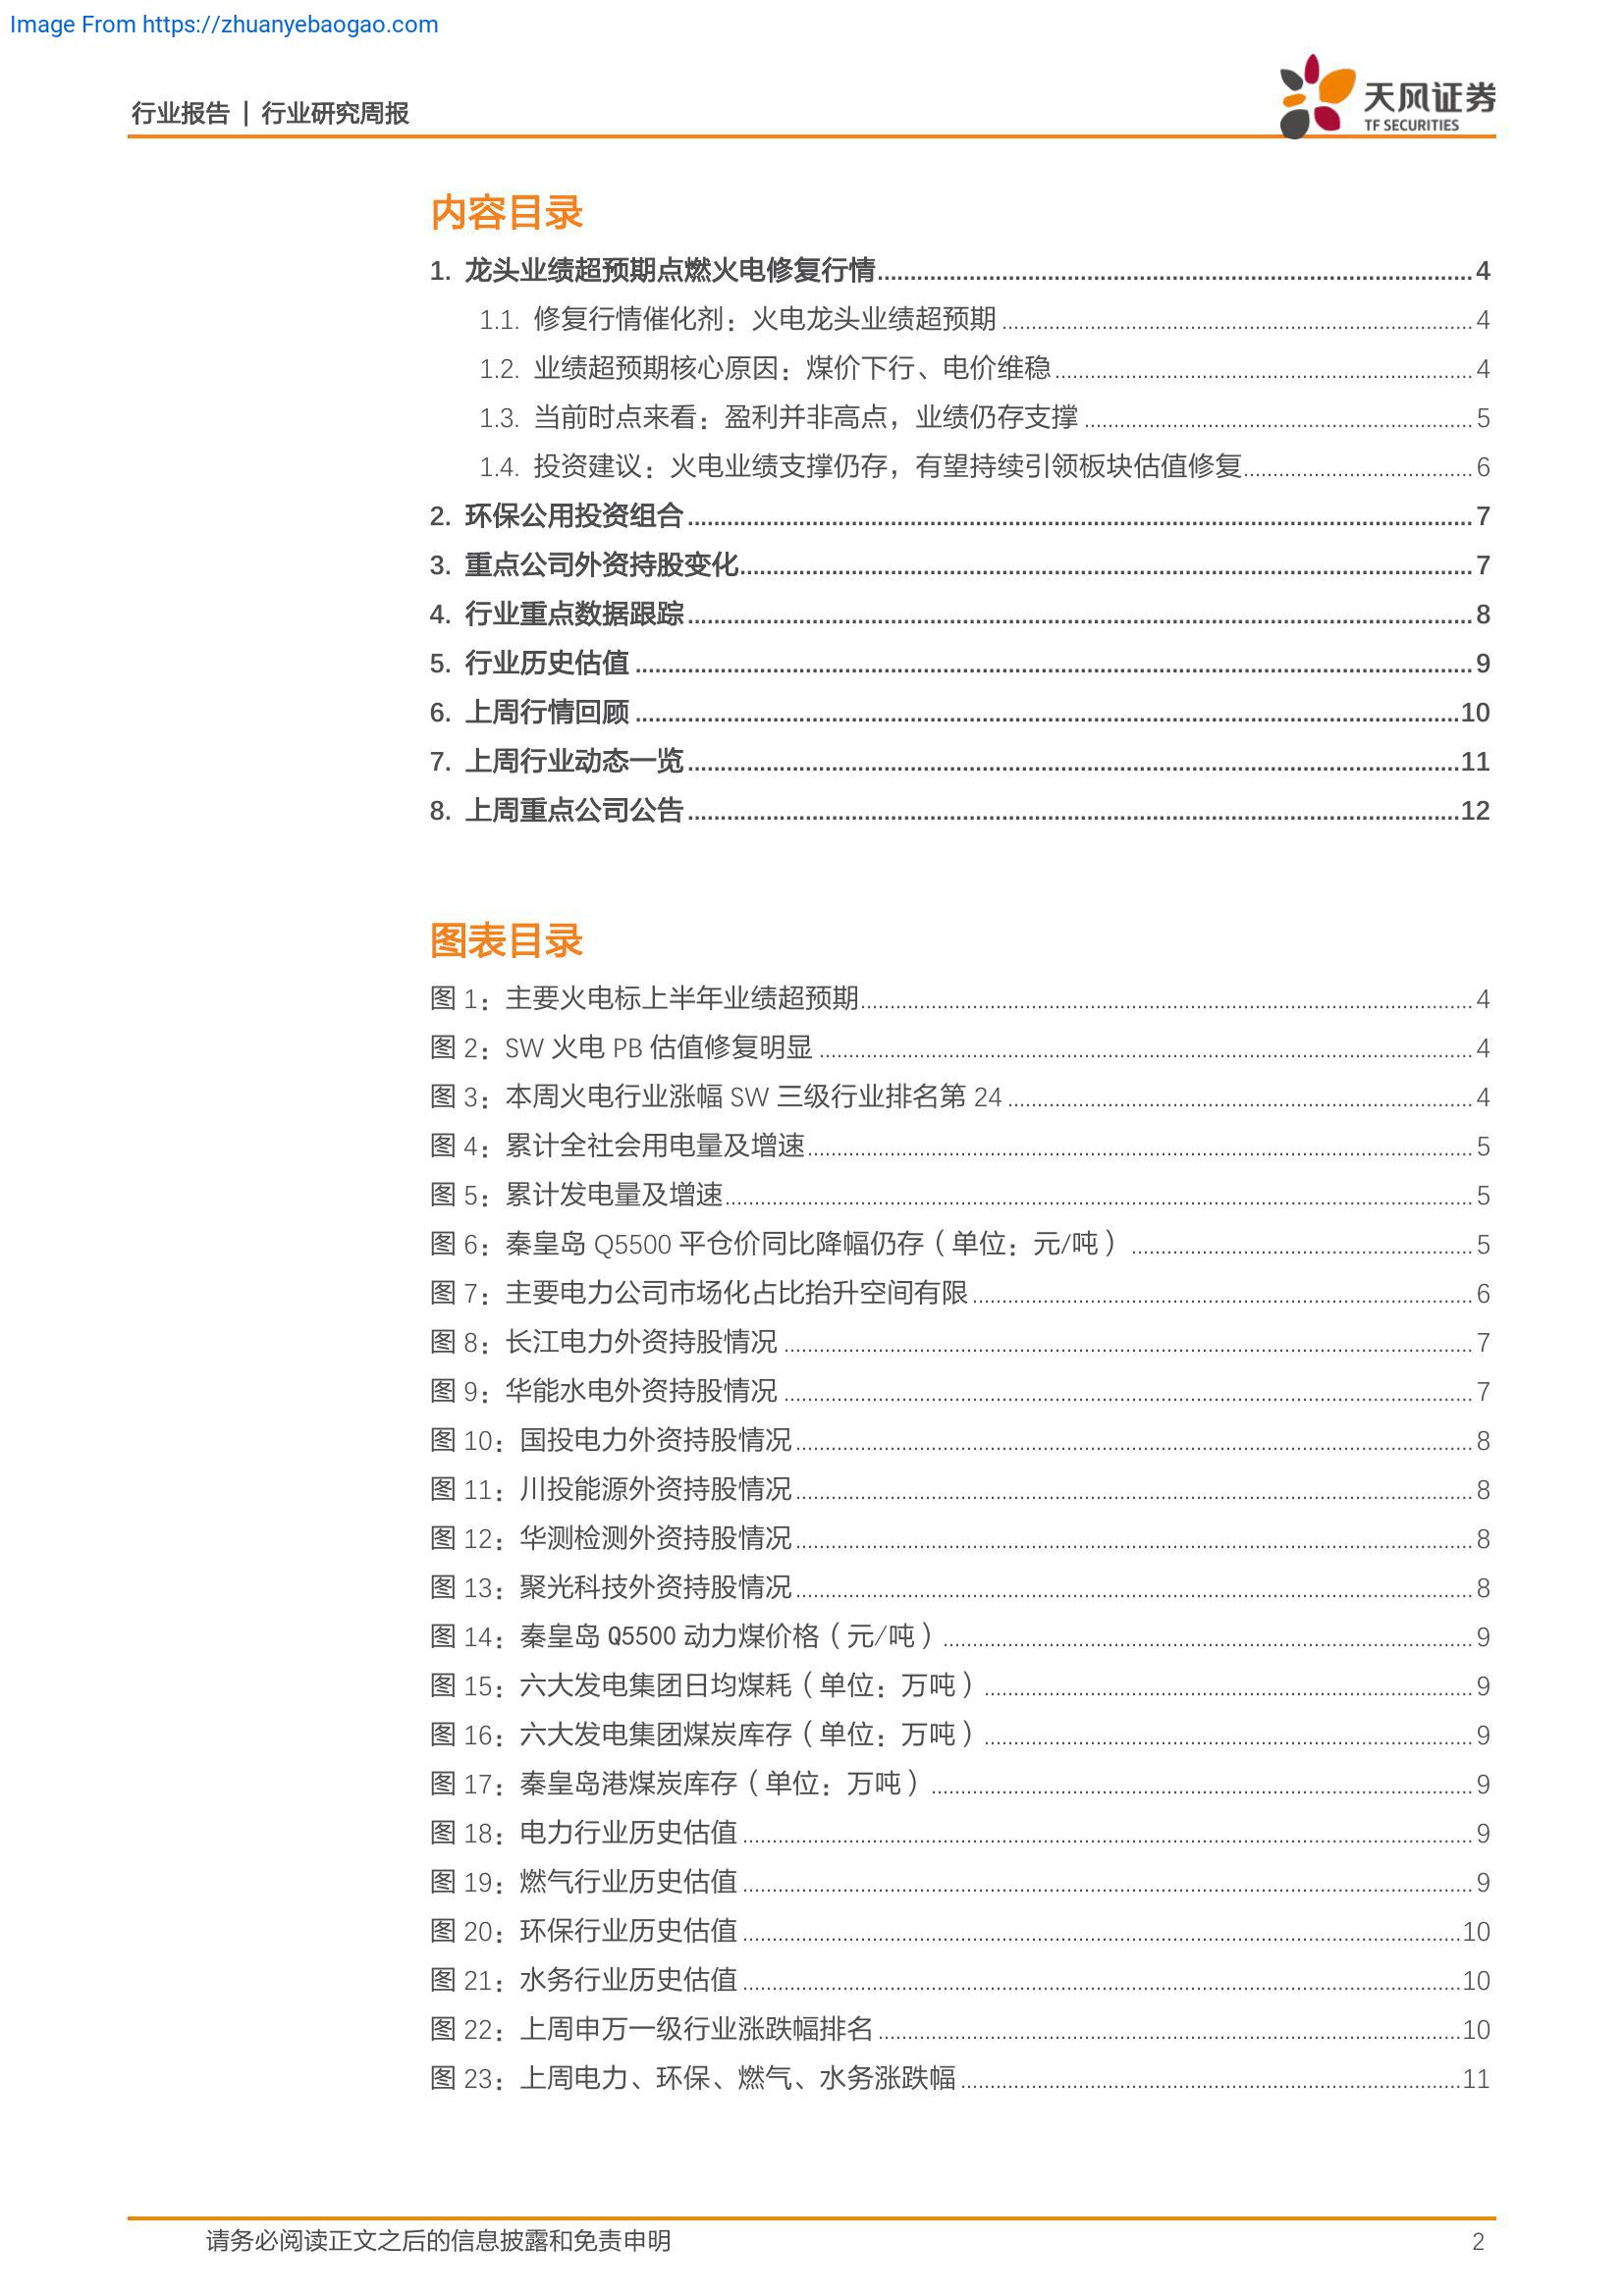 Image From https://zhuanyebaogao.com
行业报告 | 行业研究周报
天风证券
TF SECURITIES
内容目录
1. 龙头业绩超预期点燃火电修复行情 4
1.1. 修复行情催化剂：火电龙头业绩超预期 4
1.2. 业绩超预期核心原因：煤价下行、电价维稳 4
1.3. 当前时点来看：盈利并非高点，业绩仍存支撑 5
1.4. 投资建议：火电业绩支撑仍存，有望持续引领板块估值修复 6
2. 环保公用投资组合 7
3. 重点公司外资持股变化 7
4. 行业重点数据跟踪 8
5. 行业历史估值 9
6. 上周行情回顾 10
7. 上周行业动态一览 11
8. 上周重点公司公告 12
图表目录
图 1：主要火电标上半年业绩超预期 4
图 2：SW 火电 PB 估值修复明显 4
图 3：本周火电行业涨幅 SW 三级行业排名第 24 4
图 4：累计全社会用电量及增速 5
图 5：累计发电量及增速 5
图 6：秦皇岛 Q5500 平仓价同比降幅仍存（单位：元/吨） 5
图 7：主要电力公司市场化占比抬升空间有限 6
图 8：长江电力外资持股情况 7
图 9：华能水电外资持股情况 7
图 10：国投电力外资持股情况 8
图 11：川投能源外资持股情况 8
图 12：华测检测外资持股情况 8
图 13：聚光科技外资持股情况 8
图 14：秦皇岛 Q5500 动力煤价格（元/吨） 9
图 15：六大发电集团日均煤耗（单位：万吨） 9
图 16：六大发电集团煤炭库存（单位：万吨） 9
图 17：秦皇岛港煤炭库存（单位：万吨） 9
图 18：电力行业历史估值 9
图 19：燃气行业历史估值 9
图 20：环保行业历史估值 10
图 21：水务行业历史估值 10
图 22：上周申万一级行业涨跌幅排名 10
图 23：上周电力、环保、燃气、水务涨跌幅 11
请务必阅读正文之后的信息披露和免责申明 2